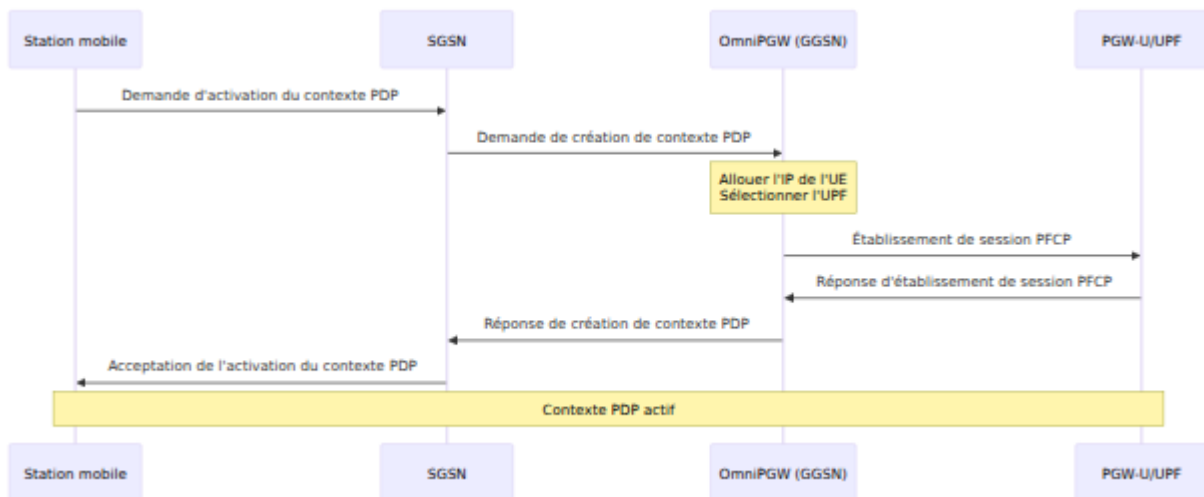 Station mobile
SGSN
OmniPGW (GGSN)
PGW-U/UPF
Demande d'activation du contexte PDP
Demande de création de contexte PDP
Allouer l'IP de l'UE
Sélectionner l'UPF
Établissement de session PFCP
Réponse d'établissement de session PFCP
Réponse de création de contexte PDP
Acceptation de l'activation du contexte PDP
Contexte PDP actif
Station mobile
SGSN
OmniPGW (GGSN)
PGW-U/UPF